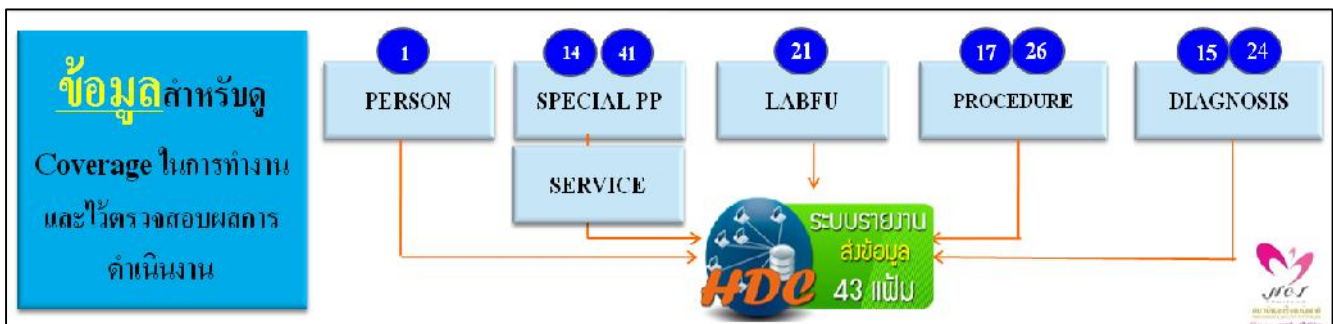 ข้อมูลสำหรับดู
Coverage ในการทำงาน
และไว้ตรวจสอบผลการ
ดำเนินงาน
1
PERSON
14 41
SPECIAL PP
SERVICE
21
LABFU
17 26
PROCEDURE
15 24
DIAGNOSIS
HDC
ระบบรายงาน
ส่งข้อมูล
43 แฟ้ม